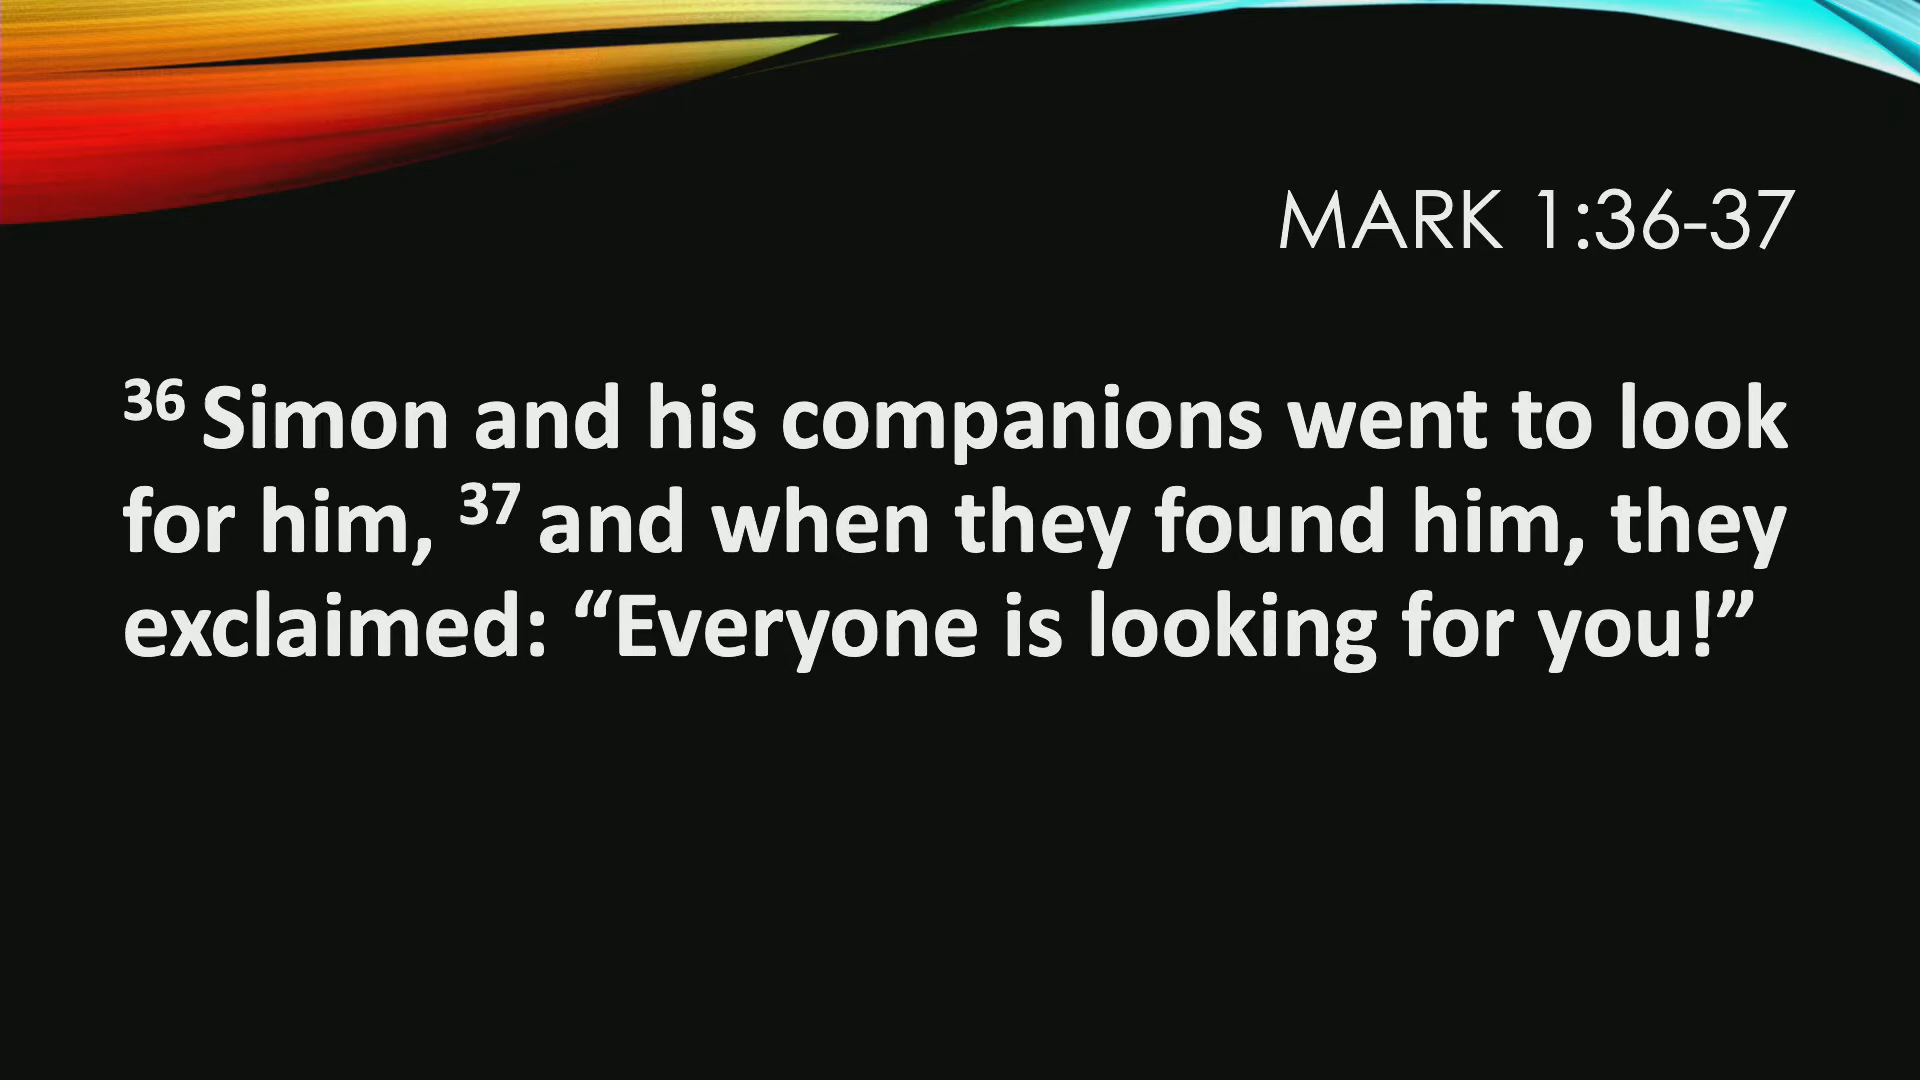 MARK 1:36-37
36 Simon and his companions went to look
for him, 37 and when they found him, they
exclaimed: “Everyone is looking for you!”